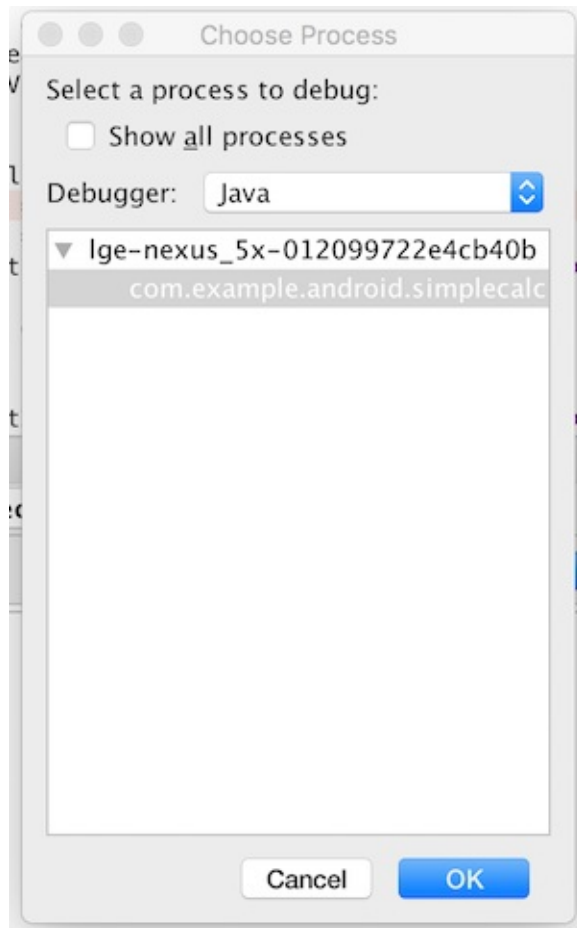 Choose Process
Select a process to debug:
Show all processes
Debugger: Java
lge-nexus_5x-012099722e4cb40b
com.example.android.simplecalc
Cancel OK